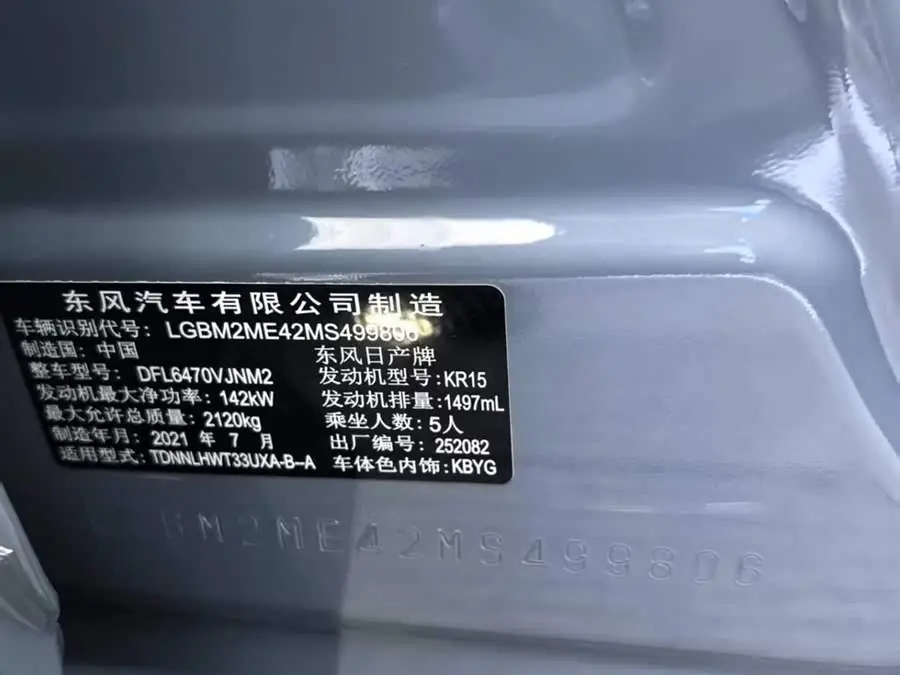 东风汽车有限公司制造
车辆识别代号: LGBM2ME42MS499806
制造国: 中国 东风日产牌
整车型号: DFL6470VJNM2 发动机型号: KR15
发动机最大净功率: 142kW 发动机排量: 1497mL
最大允许总质量: 2120kg 乘坐人数: 5人
制造年月: 2021 年 7 月 出厂编号: 252082
适用型式: TDNNLHWT33UXA-B--A 车体色内饰: KBYG
BM2ME42MS499806